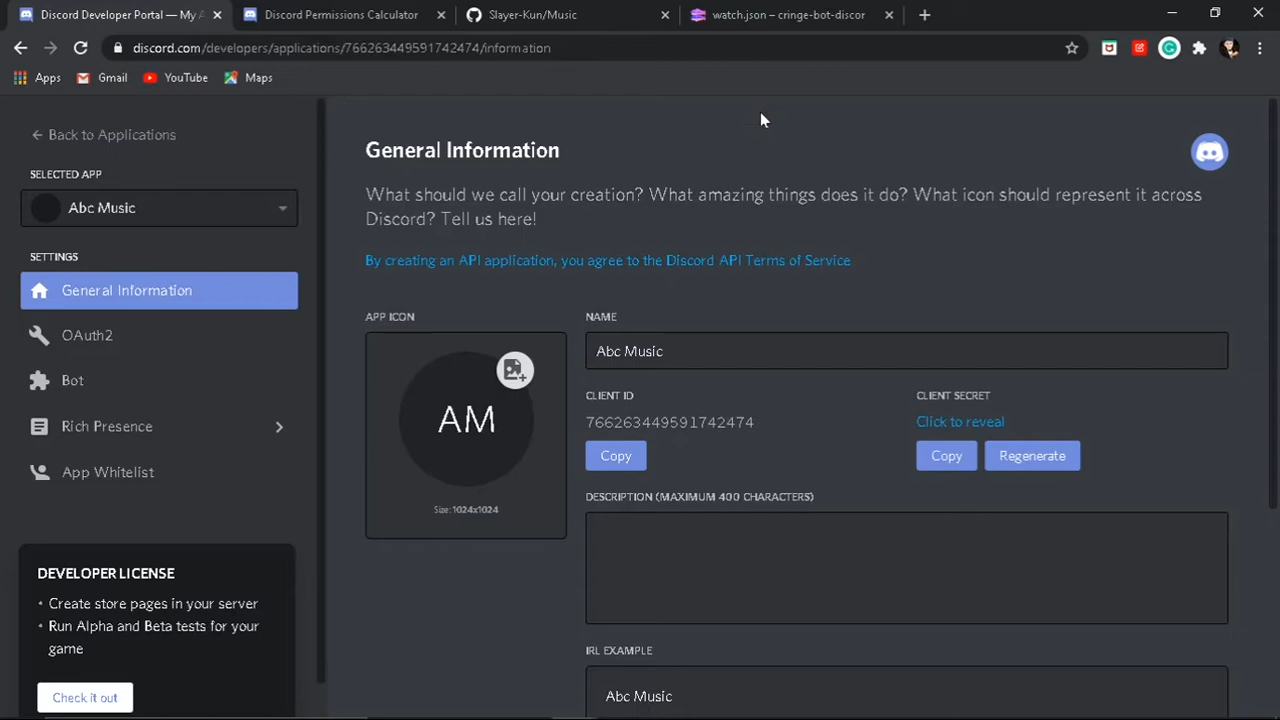 Discord Developer Portal — My A
Discord Permissions Calculator
Slayer-Kun/Music
watch.json – cringe-bot-discor
discord.com/developers/applications/766263449591742474/information
Apps
Gmail
YouTube
Maps
Back to Applications
SELECTED APP
Abc Music
SETTINGS
General Information
OAuth2
Bot
Rich Presence
App Whitelist
DEVELOPER LICENSE
• Create store pages in your server
• Run Alpha and Beta tests for your
game
Check it out
General Information
What should we call your creation? What amazing things does it do? What icon should represent it across
Discord? Tell us here!
By creating an API application, you agree to the Discord API Terms of Service
APP ICON
AM
Size: 1024x1024
NAME
Abc Music
CLIENT ID
766263449591742474
Copy
CLIENT SECRET
Click to reveal
Copy
Regenerate
DESCRIPTION (MAXIMUM 400 CHARACTERS)
IRL EXAMPLE
Abc Music